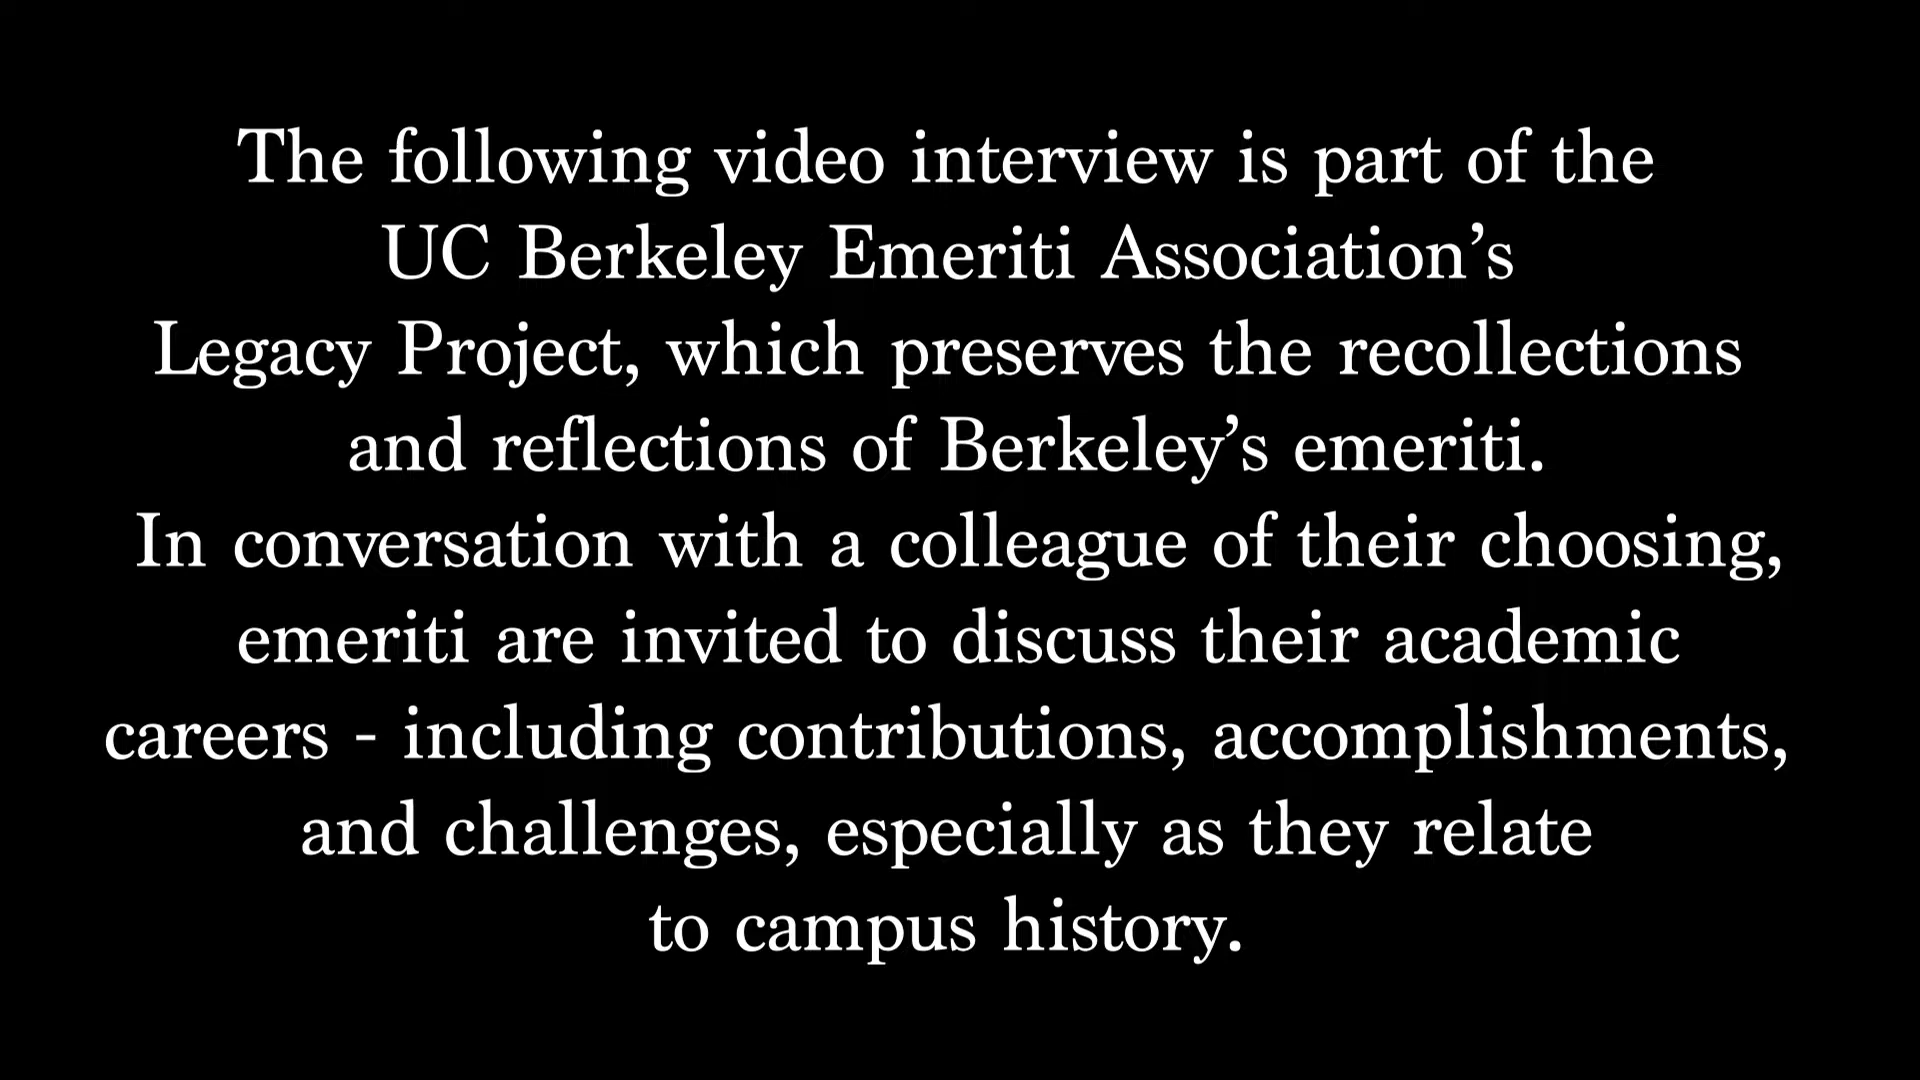 The following video interview is part of the
UC Berkeley Emeriti Association’s
Legacy Project, which preserves the recollections
and reflections of Berkeley’s emeriti.
In conversation with a colleague of their choosing,
emeriti are invited to discuss their academic
careers - including contributions, accomplishments,
and challenges, especially as they relate
to campus history.